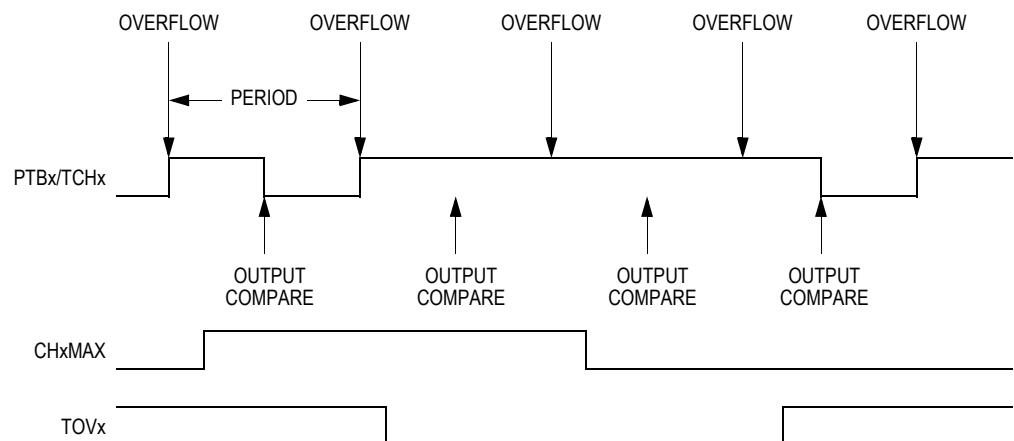 OVERFLOW OVERFLOW OVERFLOW OVERFLOW OVERFLOW
PERIOD
PTBx/TCHx
OUTPUT COMPARE
OUTPUT COMPARE
OUTPUT COMPARE
OUTPUT COMPARE
CHxMAX
TOVx